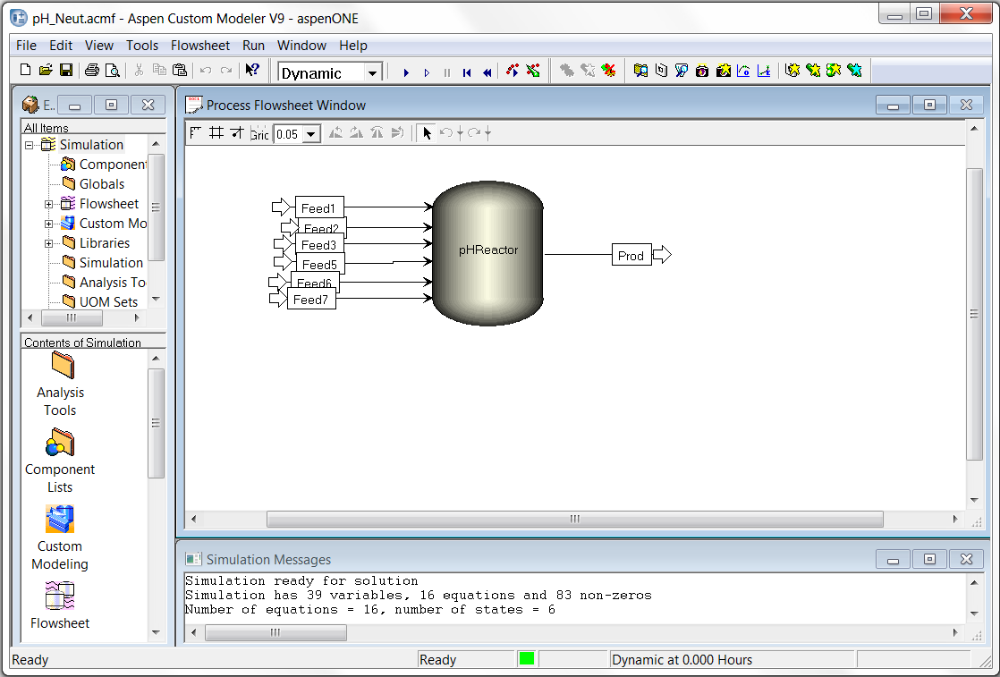 pH_Neut.acmf - Aspen Custom Modeler V9 - aspenONE
File Edit View Tools Flowsheet Run Window Help
Dynamic
E..
All Items
Simulation
Component
Globals
Flowsheet
Custom Mo
Libraries
Simulation
Analysis To
UOM Sets
Contents of Simulation
Analysis
Tools
Component
Lists
Custom
Modeling
Flowsheet
Process Flowsheet Window
Gric 0.05
Feed1
Feed2
Feed3
Feed5
Feed6
Feed7
pHReactor
Prod
Simulation Messages
Simulation ready for solution
Simulation has 39 variables, 16 equations and 83 non-zeros
Number of equations = 16, number of states = 6
Ready Ready Dynamic at 0.000 Hours